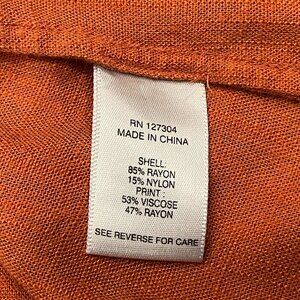 RN 127304
MADE IN CHINA
SHELL:
85% RAYON
15% NYLON
PRINT :
53% VISCOSE
47% RAYON
SEE REVERSE FOR CARE